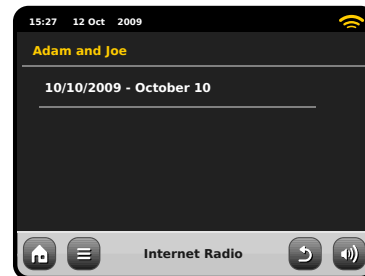 15:27 12 Oct 2009
Adam and Joe
10/10/2009 - October 10
Internet Radio